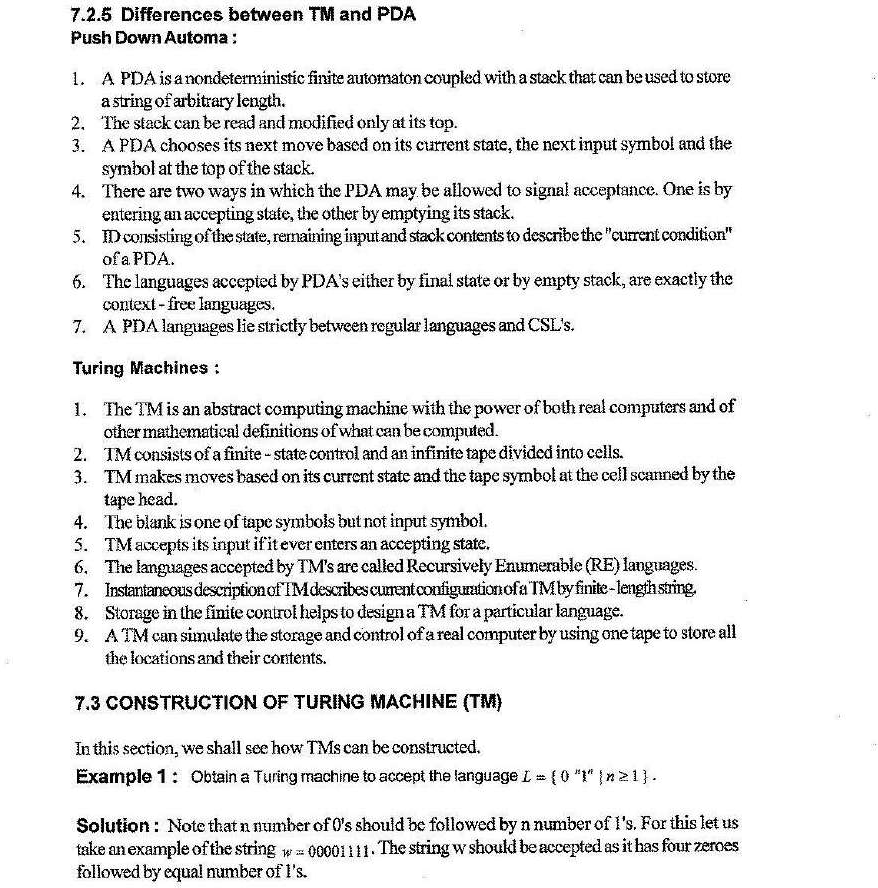 7.2.5 Differences between TM and PDA
Push Down Automa :
1. A PDA is a nondeterministic finite automaton coupled with a stack that can be used to store
a string of arbitrary length.
2. The stack can be read and modified only at its top.
3. A PDA chooses its next move based on its current state, the next input symbol and the
symbol at the top of the stack.
4. There are two ways in which the PDA may be allowed to signal acceptance. One is by
entering an accepting state, the other by emptying its stack.
5. ID consisting of the state, remaining input and stack contents to describe the "current condition"
of a PDA.
6. The languages accepted by PDA's either by final state or by empty stack, are exactly the
context - free languages.
7. A PDA languages lie strictly between regular languages and CSL's.
Turing Machines :
1. The TM is an abstract computing machine with the power of both real computers and of
other mathematical definitions of what can be computed.
2. TM consists of a finite - state control and an infinite tape divided into cells.
3. TM makes moves based on its current state and the tape symbol at the cell scanned by the
tape head.
4. The blank is one of tape symbols but not input symbol.
5. TM accepts its input if it ever enters an accepting state.
6. The languages accepted by TM's are called Recursively Enumerable (RE) languages.
7. Instantaneous description of TM describes current configuration of a TM by finite - length string.
8. Storage in the finite control helps to design a TM for a particular language.
9. A TM can simulate the storage and control of a real computer by using one tape to store all
the locations and their contents.
7.3 CONSTRUCTION OF TURING MACHINE (TM)
In this section, we shall see how TMs can be constructed.
Example 1 : Obtain a Turing machine to accept the language L = { 0 "1" | n ≥ 1 } .
Solution : Note that n number of 0's should be followed by n number of 1's. For this let us
take an example of the string w = 00001111. The string w should be accepted as it has four zeroes
followed by equal number of 1's.